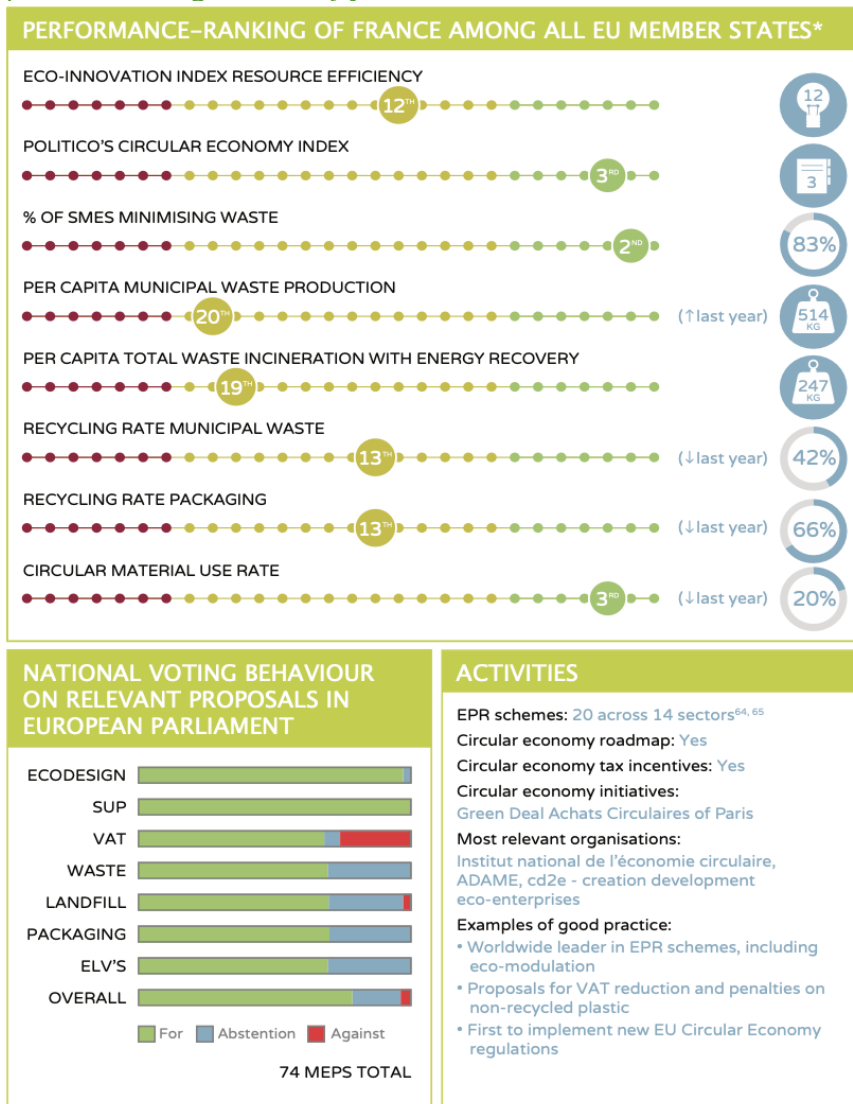 PERFORMANCE-RANKING OF FRANCE AMONG ALL EU MEMBER STATES*
ECO-INNOVATION INDEX RESOURCE EFFICIENCY
12TH
12
POLITICO'S CIRCULAR ECONOMY INDEX
3RD
3
% OF SMES MINIMISING WASTE
2ND
83%
PER CAPITA MUNICIPAL WASTE PRODUCTION
20TH
(↑last year)
514
KG
PER CAPITA TOTAL WASTE INCINERATION WITH ENERGY RECOVERY
19TH
247
KG
RECYCLING RATE MUNICIPAL WASTE
13TH
(↓last year)
42%
RECYCLING RATE PACKAGING
13TH
(↓last year)
66%
CIRCULAR MATERIAL USE RATE
3RD
(↓last year)
20%
NATIONAL VOTING BEHAVIOUR
ON RELEVANT PROPOSALS IN
EUROPEAN PARLIAMENT
ECODESIGN
SUP
VAT
WASTE
LANDFILL
PACKAGING
ELV'S
OVERALL
For Abstention Against
74 MEPS TOTAL
ACTIVITIES
EPR schemes: 20 across 14 sectors64, 65
Circular economy roadmap: Yes
Circular economy tax incentives: Yes
Circular economy initiatives:
Green Deal Achats Circulaires of Paris
Most relevant organisations:
Institut national de l'économie circulaire,
ADAME, cd2e - creation development
eco-enterprises
Examples of good practice:
• Worldwide leader in EPR schemes, including
eco-modulation
• Proposals for VAT reduction and penalties on
non-recycled plastic
• First to implement new EU Circular Economy
regulations